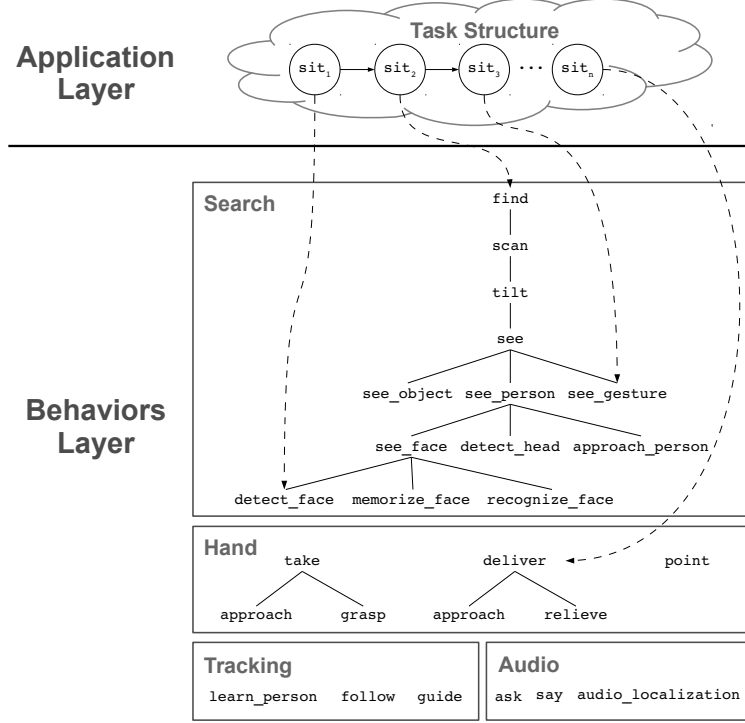 Task Structure
Application
Layer
sit1 sit2 sit3 ... sitn
Search
find
scan
tilt
see
see_object see_person see_gesture
Behaviors
Layer
see_face detect_head approach_person
detect_face memorize_face recognize_face
Hand
take deliver point
approach grasp approach relieve
Tracking
learn_person follow guide
Audio
ask say audio_localization